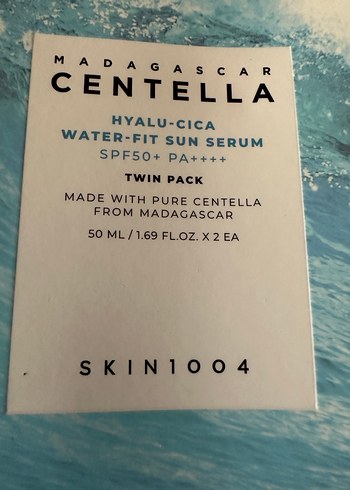 MADAGASCAR
CENTELLA
HYALU-CICA
WATER-FIT SUN SERUM
SPF50+ PA++++
TWIN PACK
MADE WITH PURE CENTELLA
FROM MADAGASCAR
50 ML / 1.69 FL.OZ. X 2 EA
SKIN1004